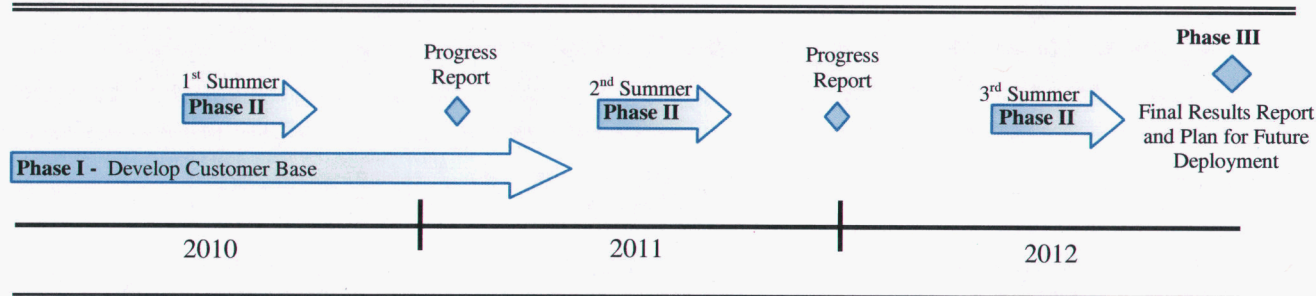 1st Summer
Phase II
Progress
Report
2nd Summer
Phase II
Progress
Report
3rd Summer
Phase II
Phase III
Final Results Report
and Plan for Future
Deployment
Phase I - Develop Customer Base
2010
2011
2012